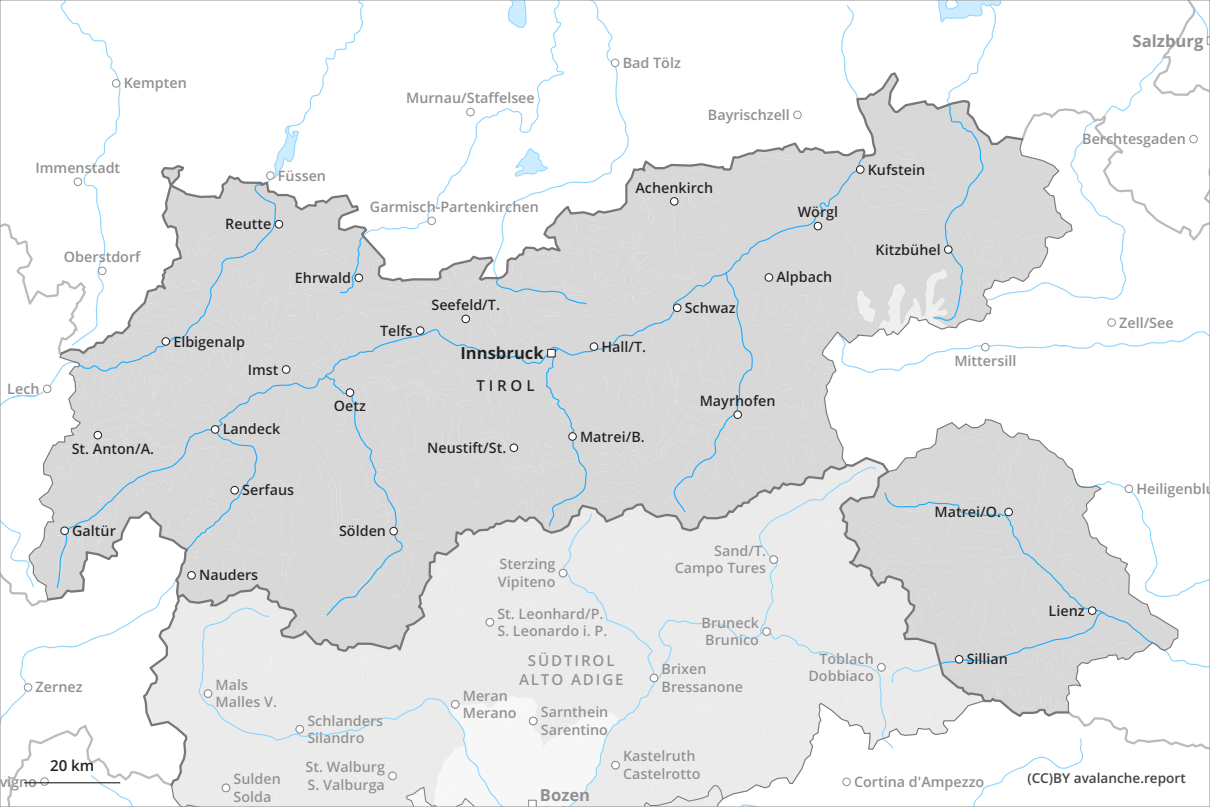 Salzburg
Bad Tölz
Kempten
Murnau/Staffelsee
Bayrischzell
Berchtesgaden
Immenstadt
Kufstein
Füssen
Achenkirch
Garmisch-Partenkirchen
Wörgl
Reutte
Kitzbühel
Oberstdorf
Ehrwald
Alpbach
Seefeld/T.
Schwaz
Zell/See
Telfs
Elbigenalp
Hall/T.
Innsbruck
Mittersill
Imst
TIROL
Lech
Mayrhofen
Oetz
Landeck
Matrei/B.
St. Anton/A.
Neustift/St.
Serfaus
Heiligenblu
Matrei/O.
Galtür
Sölden
Sand/T.
Campo Tures
Sterzing
Vipiteno
Nauders
Lienz
St. Leonhard/P.
S. Leonardo i. P.
Bruneck
Brunico
SÜDTIROL
ALTO ADIGE
Sillian
Toblach
Dobbiaco
Brixen
Bressanone
Zernez
Mals
Malles V.
Meran
Merano
Sarnthein
Sarentino
Schlanders
Silandro
Kastelruth
Castelrotto
20 km
St. Walburg
S. Valburga
vigno
Sulden
Solda
Cortina d'Ampezzo
(CC)BY avalanche.report
Bozen